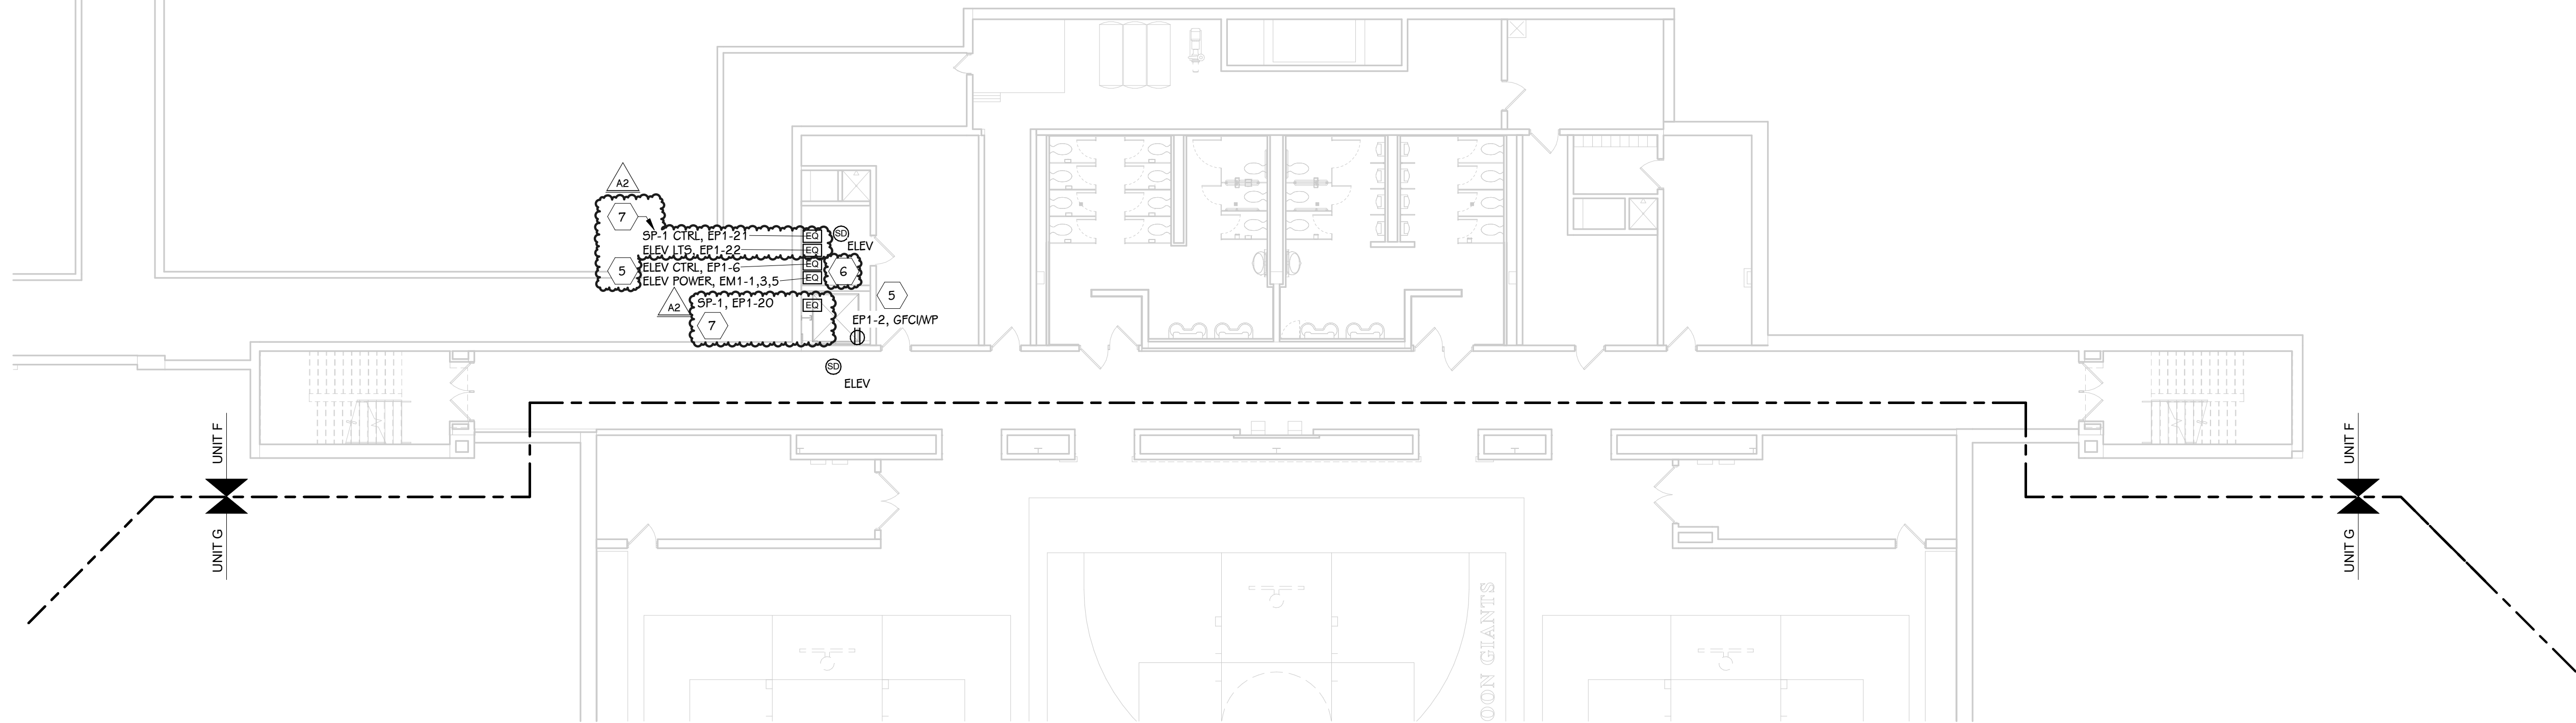 A2
7
SP-1 CTRL, EP1-21
EQ
SD
ELEV LTS, EP1-22
EQ
ELEV
5
ELEV CTRL, EP1-6
EQ
6
ELEV POWER, EM1-1,3,5
EQ
A2
SP-1, EP1-20
EQ
5
7
EP1-2, GFCI/WP
SD
ELEV
UNIT F
UNIT G
UNIT F
UNIT G
OON GIANTS